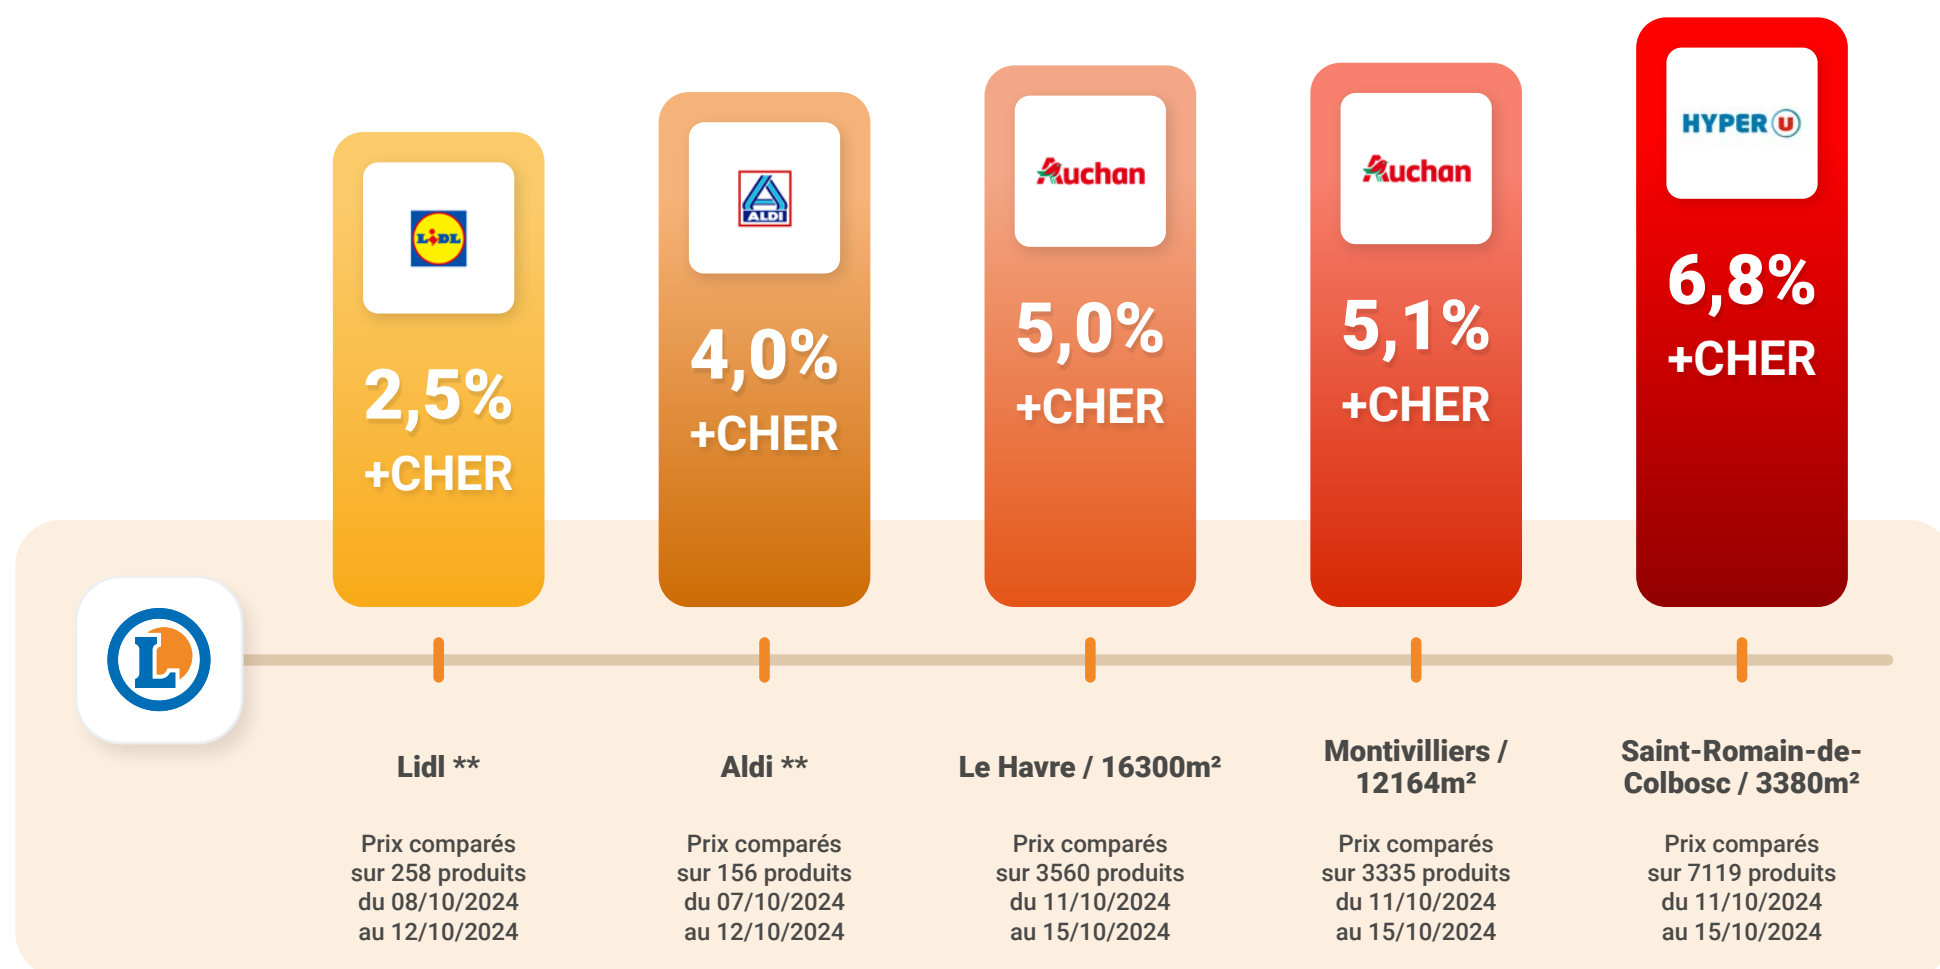 LIDL
2,5%
+CHER
ALDI
4,0%
+CHER
Auchan
5,0%
+CHER
Auchan
5,1%
+CHER
HYPER U
6,8%
+CHER
L
Lidl **
Prix comparés
sur 258 produits
du 08/10/2024
au 12/10/2024
Aldi **
Prix comparés
sur 156 produits
du 07/10/2024
au 12/10/2024
Le Havre / 16300m²
Prix comparés
sur 3560 produits
du 11/10/2024
au 15/10/2024
Montivilliers /
12164m²
Prix comparés
sur 3335 produits
du 11/10/2024
au 15/10/2024
Saint-Romain-de-
Colbosc / 3380m²
Prix comparés
sur 7119 produits
du 11/10/2024
au 15/10/2024